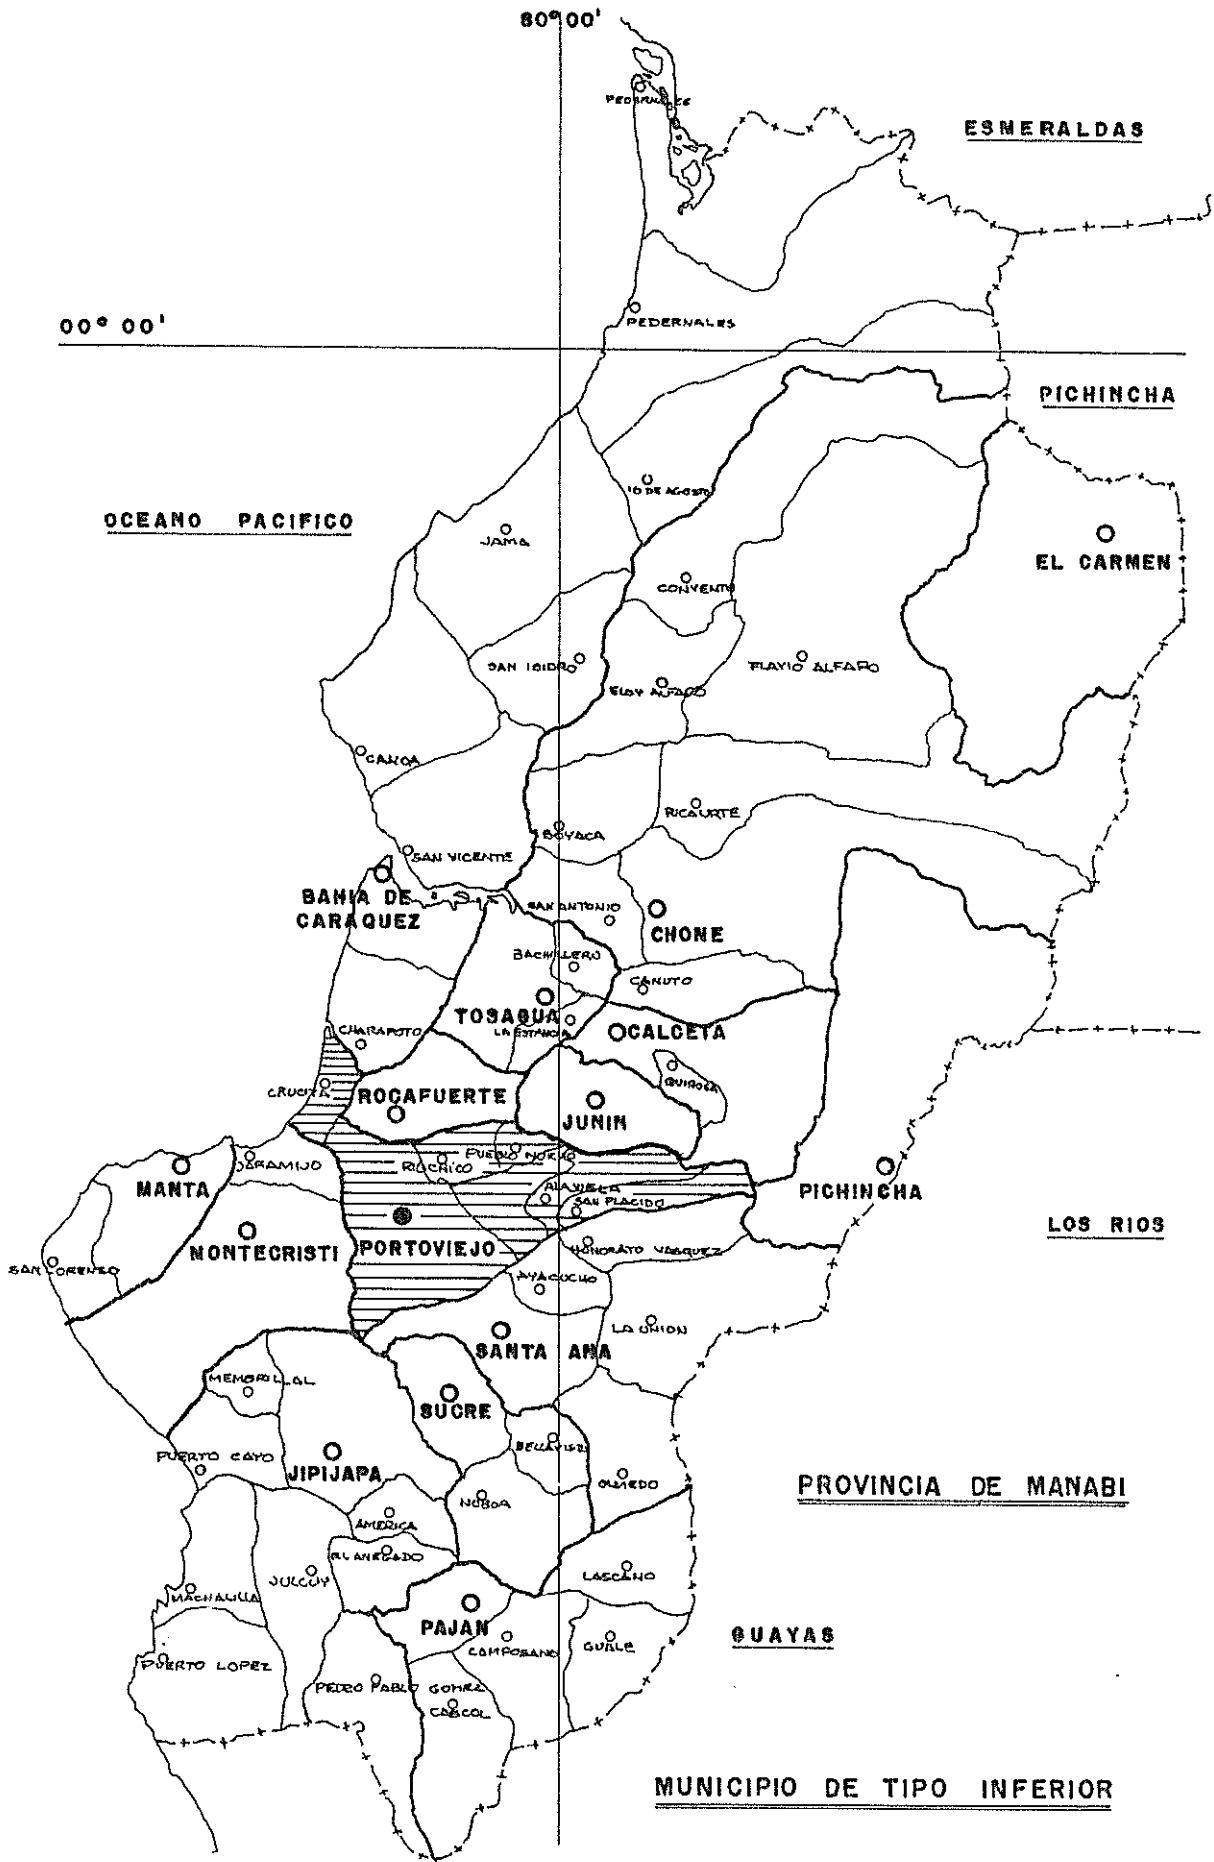 80° 00'
PEDERNALES
ESMERALDAS
PEDERNALES
00° 00'
PICHINCHA
10 DE AGOSTO
OCEANO PACIFICO
JAMA
EL CARMEN
CONVENTO
SAN ISIDRO
FLAVIO ALFARO
ELOY ALFARO
CANOA
RICAURTE
BOYACA
SAN VICENTE
BAHIA DE
CARAQUEZ
SAN ANTONIO
CHONE
BACHILLERO
CANUTO
TOSAGUA
LA ESTANCIA
CALCETA
CHARAPOTO
QUIROGA
CRUCITA
ROCAFUERTE
JUNIN
PUEBLO NUEVO
JARAMIJO
RIOCHICO
MANTA
ALAJUELA
SAN PLACIDO
PICHINCHA
LOS RIOS
MONTECRISTI
PORTOVIEJO
HONORATO VASQUEZ
SAN LORENZO
AYACUCHO
LA UNION
SANTA ANA
MEMBRILLAL
SUCRE
BELLAVISTA
PUERTO CAYO
JIPIJAPA
OLMEDO
PROVINCIA DE MANABI
NOBOA
AMERICA
EL ANEGADO
LASCANO
JULCUY
MACHALILLA
PAJAN
GUAYAS
CAMPOSANO
GUALE
PUERTO LOPEZ
PEDRO PABLO GOMEZ
CASCOL
MUNICIPIO DE TIPO INFERIOR